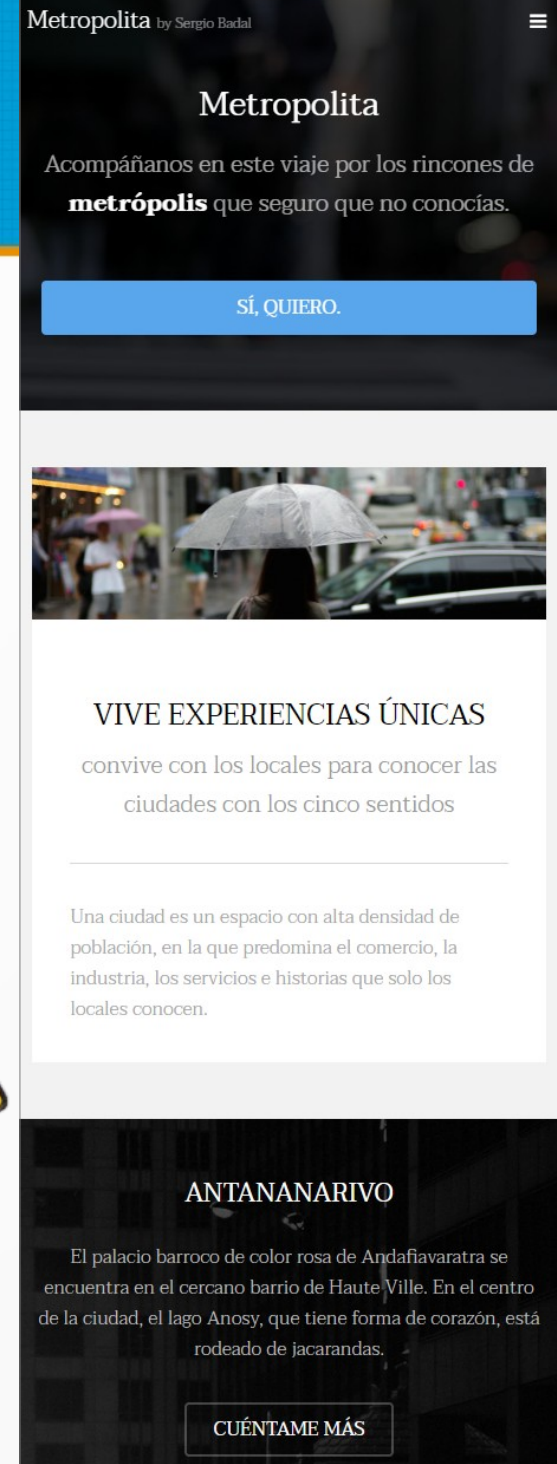 Metropolita by Sergio Badal
Metropolita
Acompáñanos en este viaje por los rincones de
metrópolis que seguro que no conocías.
SÍ, QUIERO.
VIVE EXPERIENCIAS ÚNICAS
convive con los locales para conocer las
ciudades con los cinco sentidos
Una ciudad es un espacio con alta densidad de
población, en la que predomina el comercio, la
industria, los servicios e historias que solo los
locales conocen.
ANTANANARIVO
El palacio barroco de color rosa de Andafiavaratra se
encuentra en el cercano barrio de Haute Ville. En el centro
de la ciudad, el lago Anosy, que tiene forma de corazón, está
rodeado de jacarandas.
CUÉNTAME MÁS